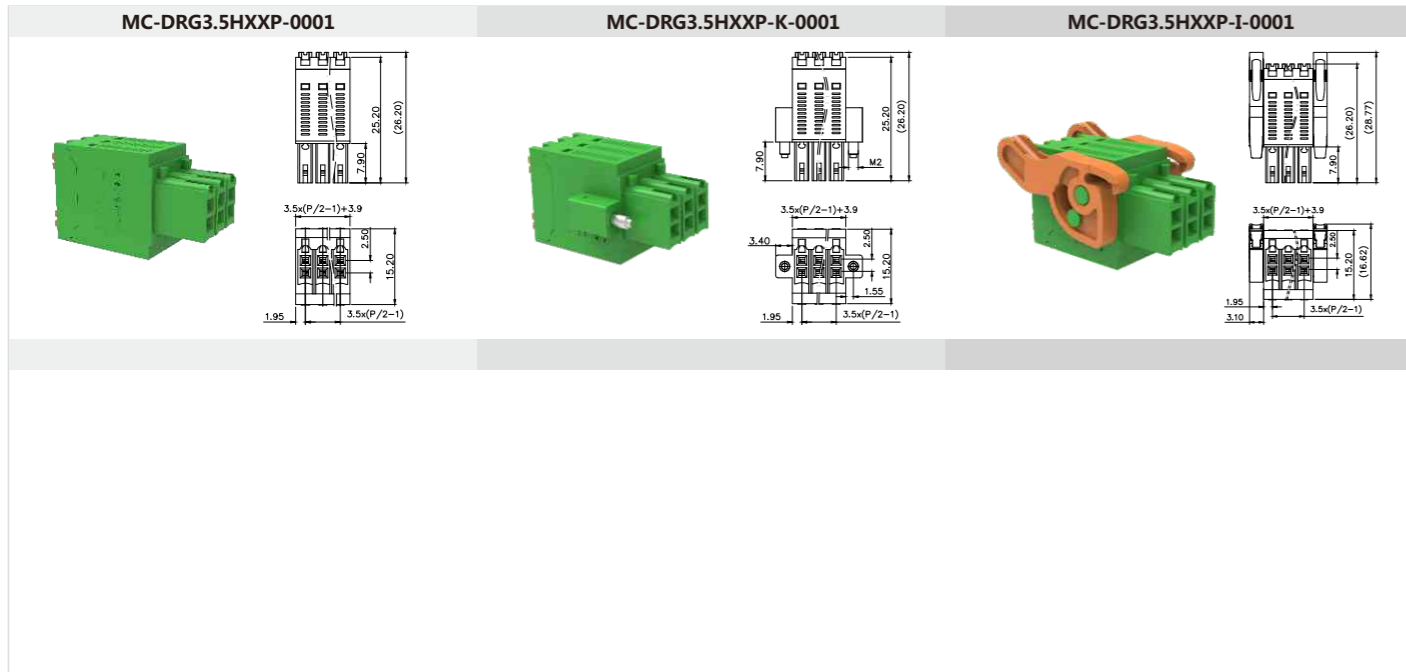 MC-DRG3.5HXXP-0001
MC-DRG3.5HXXP-K-0001
MC-DRG3.5HXXP-I-0001
25.20
(26.20)
7.90
3.5x(P/2-1)+3.9
2.50
15.20
1.95
3.5x(P/2-1)
25.20
(26.20)
7.90
M2
3.5x(P/2-1)+3.9
3.40
2.50
15.20
1.55
1.95
3.5x(P/2-1)
(26.20)
(28.77)
7.90
3.5x(P/2-1)+3.9
2.50
15.20
(16.62)
1.95
3.10
3.5x(P/2-1)